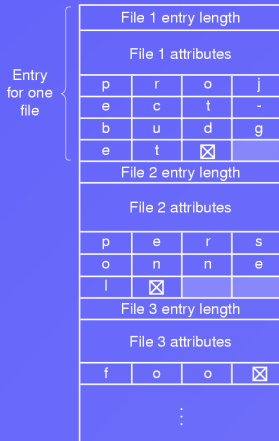 File 1 entry length
File 1 attributes
Entry
for one
file
p r o j
e c t -
b u d g
e t ☒
File 2 entry length
File 2 attributes
p e r s
o n n e
l ☒
File 3 entry length
File 3 attributes
f o o ☒
⋮